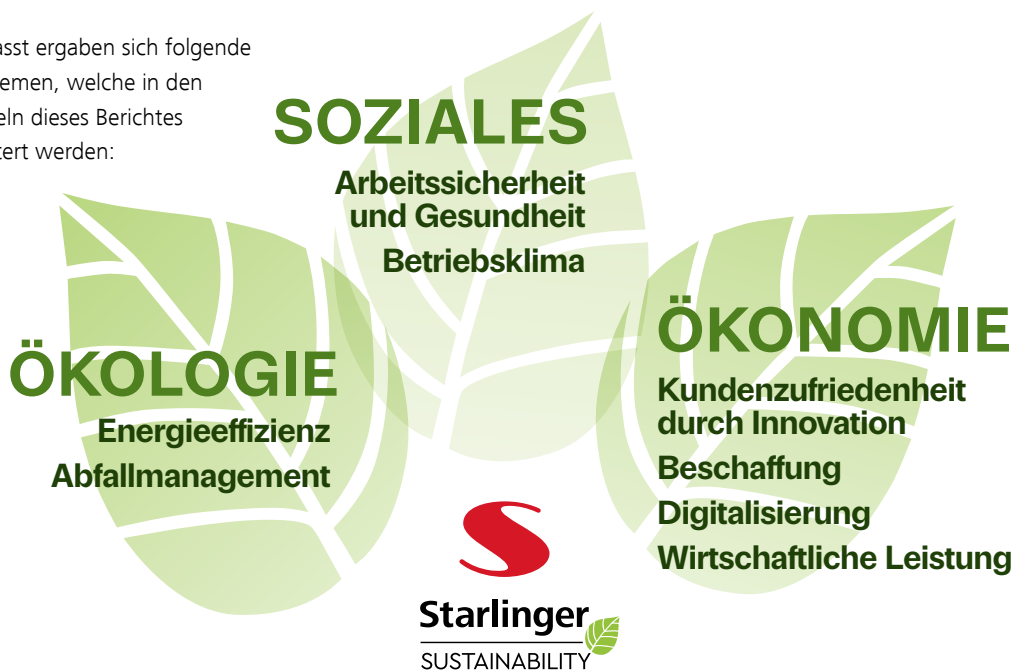 asst ergaben sich folgende
emen, welche in den
eln dieses Berichtes
tert werden:
SOZIALES
Arbeitssicherheit
und Gesundheit
Betriebsklima
ÖKOLOGIE
Energieeffizienz
Abfallmanagement
ÖKONOMIE
Kundenzufriedenheit
durch Innovation
Beschaffung
Digitalisierung
Wirtschaftliche Leistung
Starlinger
SUSTAINABILITY